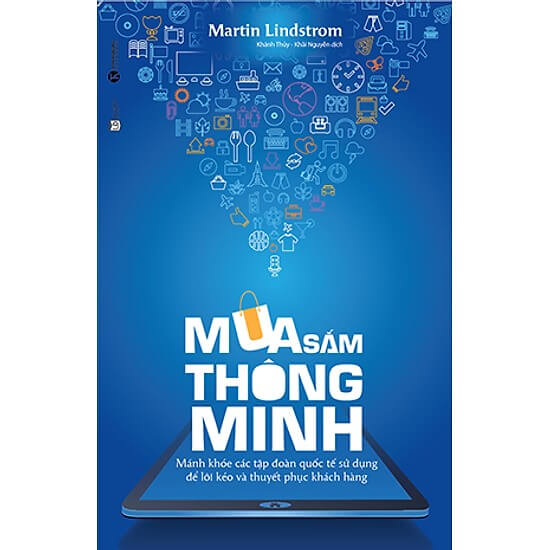 Martin Lindstrom
Khánh Thủy - Khải Nguyên dịch
MUA SẮM
THÔNG
MINH
Mánh khóe các tập đoàn quốc tế sử dụng
để lôi kéo và thuyết phục khách hàng